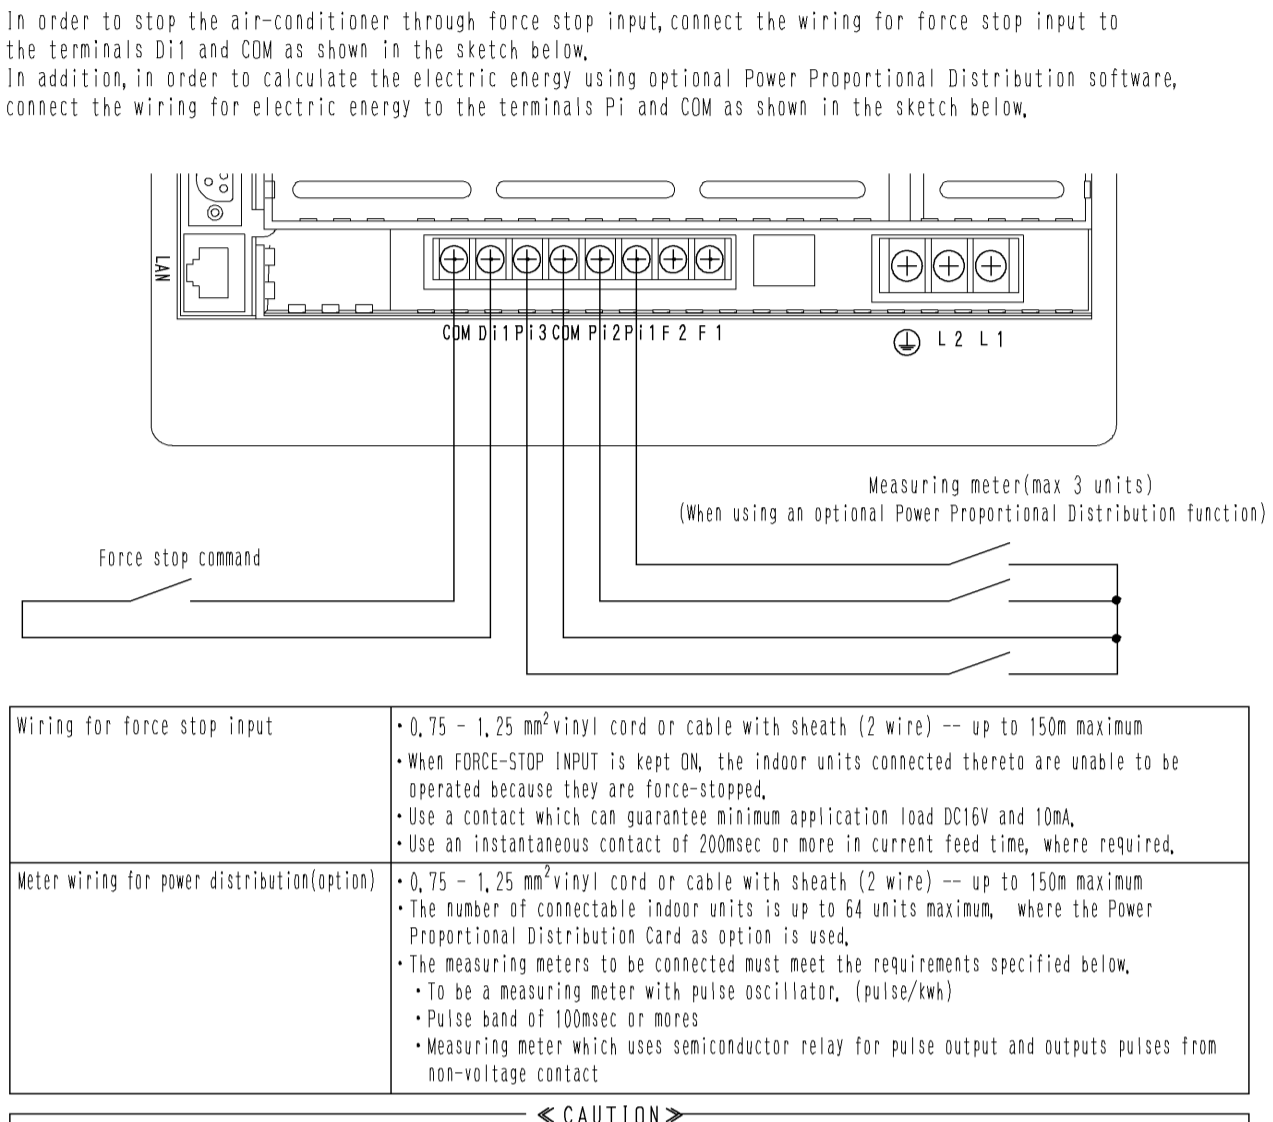 In order to stop the air-conditioner through force stop input, connect the wiring for force stop input to
the terminals Di1 and COM as shown in the sketch below.
In addition, in order to calculate the electric energy using optional Power Proportional Distribution software,
connect the wiring for electric energy to the terminals Pi and COM as shown in the sketch below.
LAN
COM Di1 Pi3 COM Pi2 Pi1 F2 F1
L2 L1
Measuring meter(max 3 units)
(When using an optional Power Proportional Distribution function)
Force stop command
Wiring for force stop input
・0.75 - 1.25 mm² vinyl cord or cable with sheath (2 wire) -- up to 150m maximum
・When FORCE-STOP INPUT is kept ON, the indoor units connected thereto are unable to be
operated because they are force-stopped.
・Use a contact which can guarantee minimum application load DC16V and 10mA.
・Use an instantaneous contact of 200msec or more in current feed time, where required.
Meter wiring for power distribution(option)
・0.75 - 1.25 mm² vinyl cord or cable with sheath (2 wire) -- up to 150m maximum
・The number of connectable indoor units is up to 64 units maximum, where the Power
Proportional Distribution Card as option is used.
・The measuring meters to be connected must meet the requirements specified below.
・To be a measuring meter with pulse oscillator. (pulse/kwh)
・Pulse band of 100msec or mores
・Measuring meter which uses semiconductor relay for pulse output and outputs pulses from
non-voltage contact
≪CAUTION≫